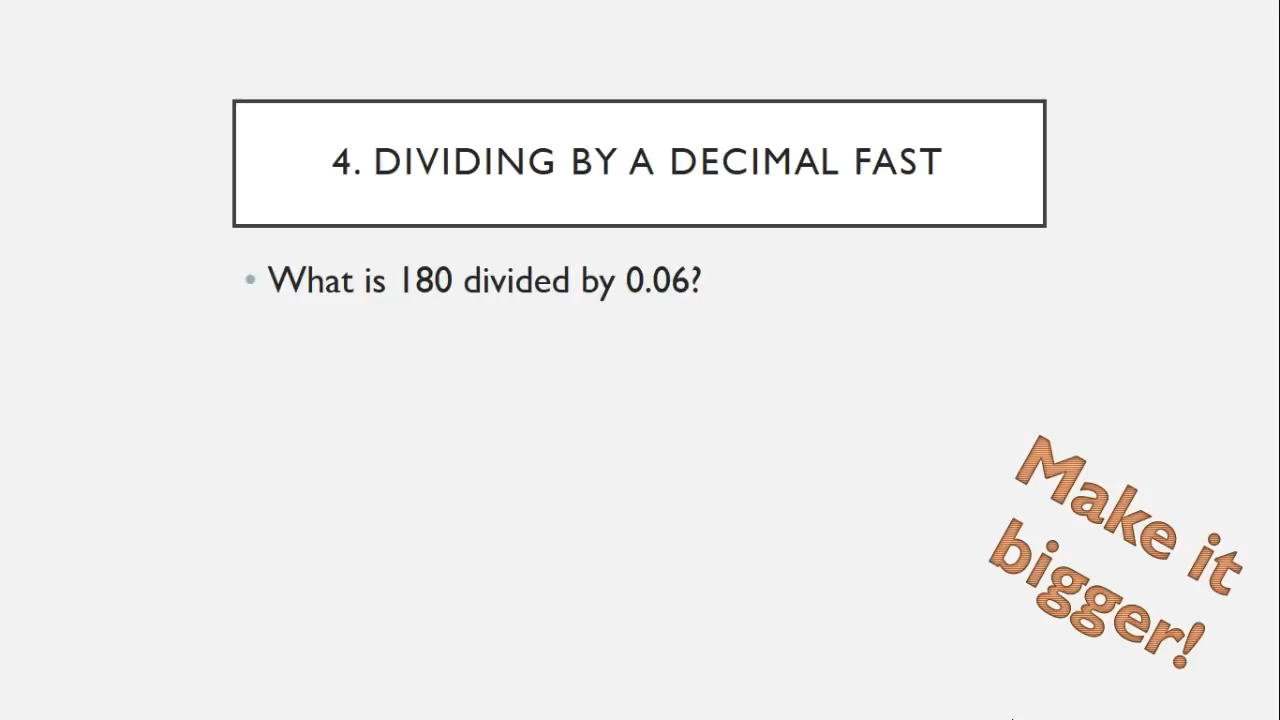 4. DIVIDING BY A DECIMAL FAST
• What is 180 divided by 0.06?
Make it
bigger!